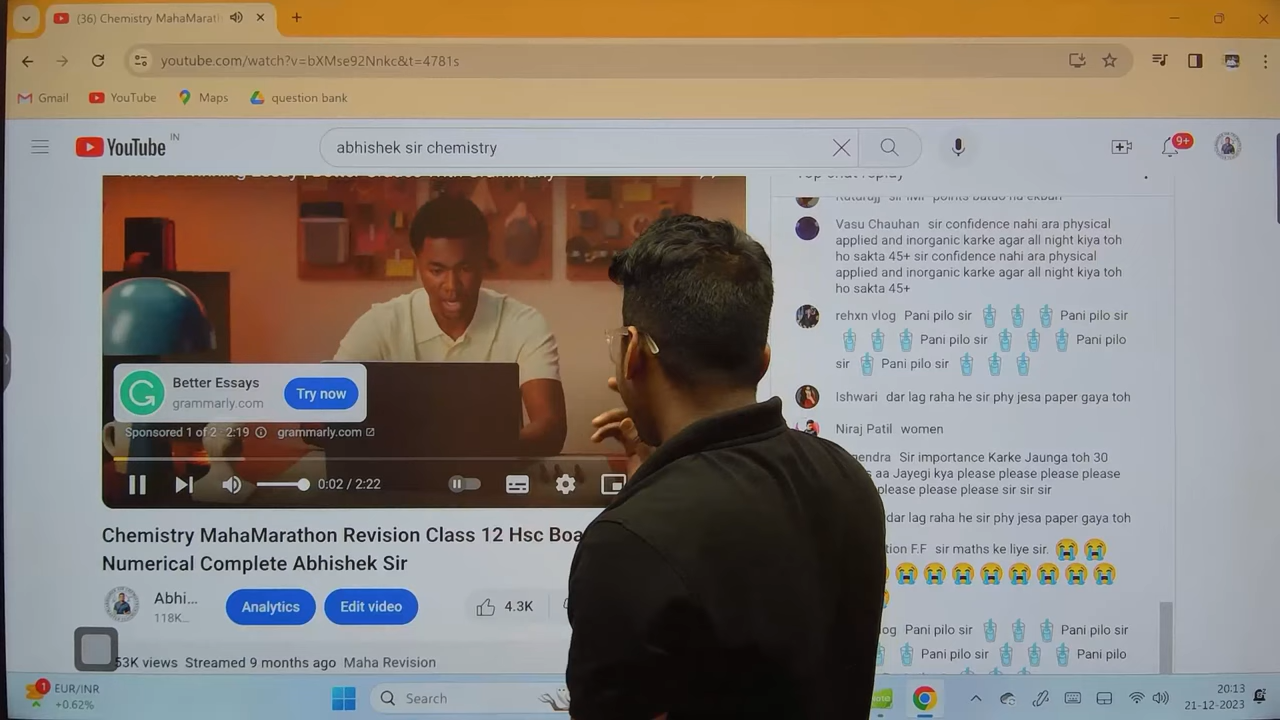 (36) Chemistry MahaMarat
youtube.com/watch?v=bXMse92Nnkc&t=4781s
Gmail
YouTube
Maps
question bank
YouTube IN
abhishek sir chemistry
9+
Top chat replay
Better Essays
grammarly.com
Try now
Sponsored 1 of 2 2:19
grammarly.com
0:02 / 2:22
Chemistry MahaMarathon Revision Class 12 Hsc Boa
Numerical Complete Abhishek Sir
Abhi...
118K...
Analytics
Edit video
4.3K
53K views Streamed 9 months ago Maha Revision
Vasu Chauhan sir confidence nahi ara physical
applied and inorganic karke agar all night kiya toh
ho sakta 45+ sir confidence nahi ara physical
applied and inorganic karke agar all night kiya toh
ho sakta 45+
rehxn vlog Pani pilo sir Pani pilo sir
Pani pilo sir Pani pilo
sir Pani pilo sir
Ishwari dar lag raha he sir phy jesa paper gaya toh
Niraj Patil women
endra Sir importance Karke Jaunga toh 30
aa Jayegi kya please please please please
please please please sir sir sir
dar lag raha he sir phy jesa paper gaya toh
tion F.F sir maths ke liye sir.
log Pani pilo sir Pani pilo sir
Pani pilo sir Pani pilo
1
EUR/INR
+0.62%
Search
20:13
21-12-2023